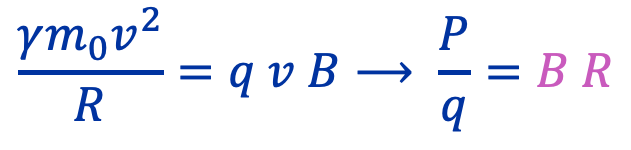 γm₀v²/R = q v B → P/q = B R